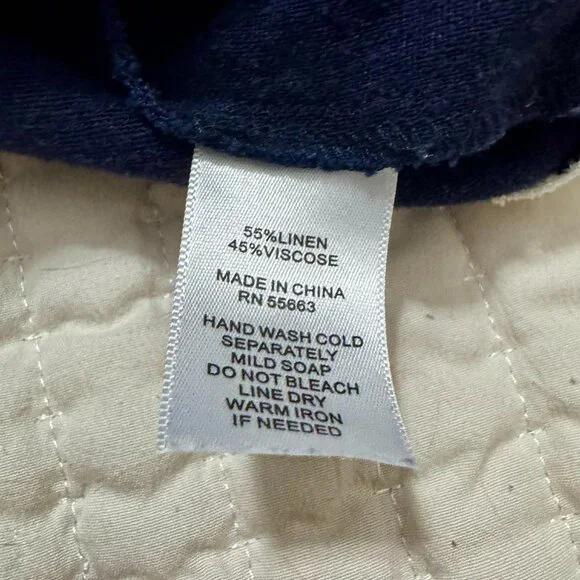 55%LINEN
45%VISCOSE
MADE IN CHINA
RN 55663
HAND WASH COLD
SEPARATELY
MILD SOAP
DO NOT BLEACH
LINE DRY
WARM IRON
IF NEEDED